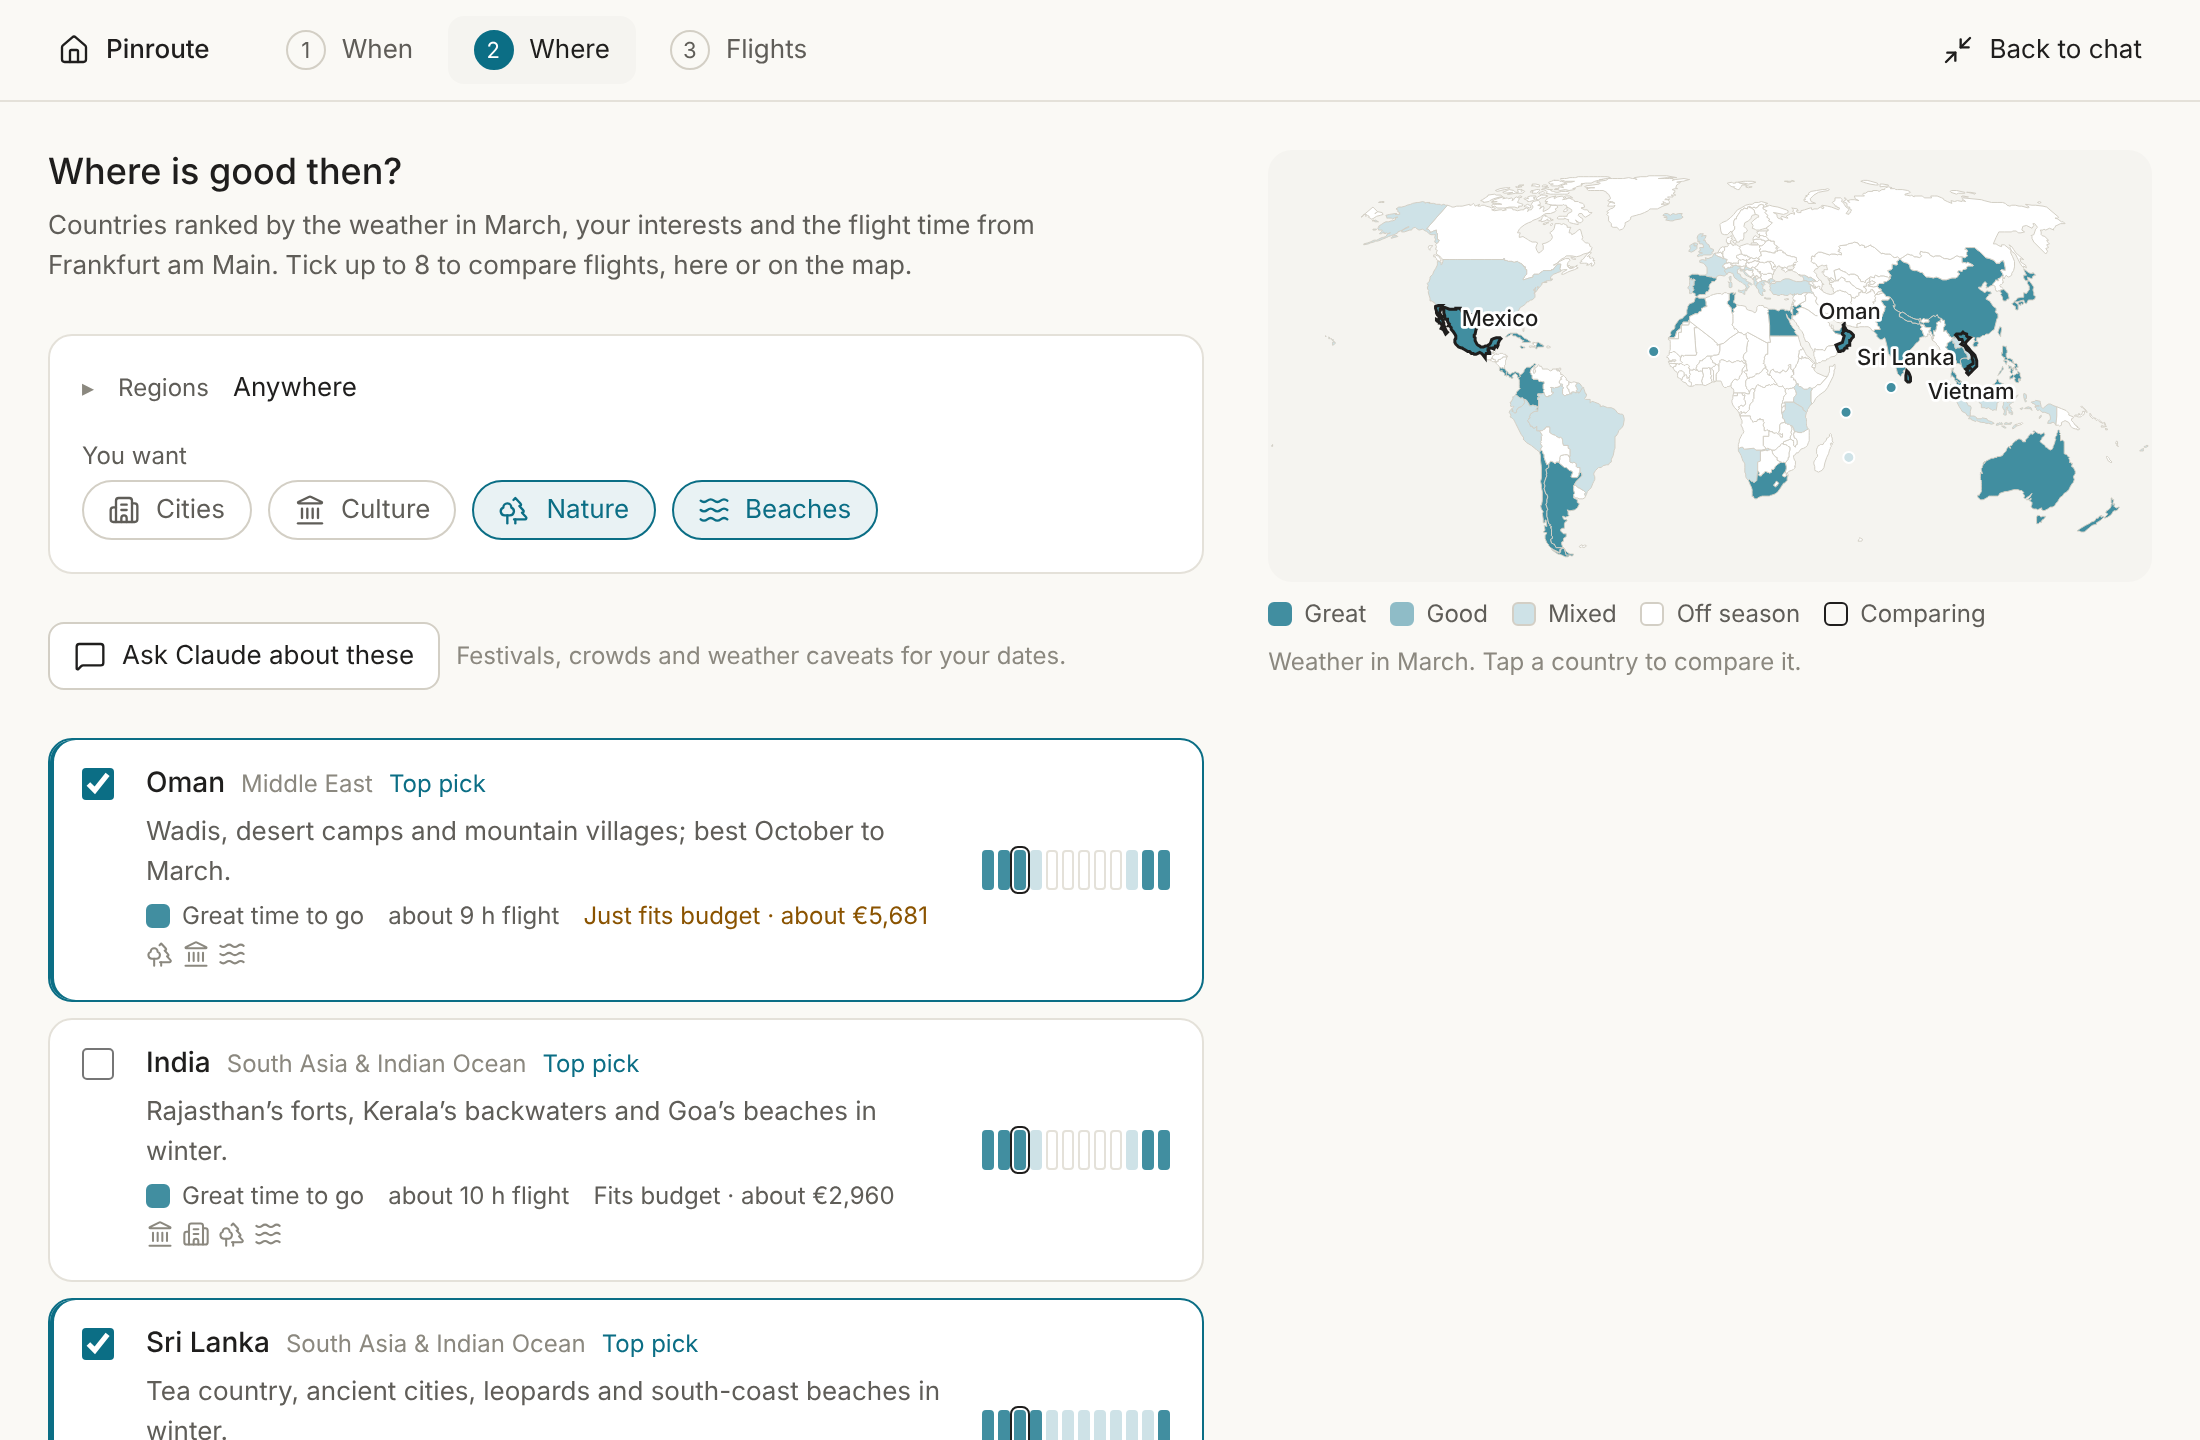 Pinroute
1 When
2 Where
3 Flights
Back to chat
Where is good then?
Countries ranked by the weather in March, your interests and the flight time from
Frankfurt am Main. Tick up to 8 to compare flights, here or on the map.
Regions Anywhere
You want
Cities
Culture
Nature
Beaches
Ask Claude about these
Festivals, crowds and weather caveats for your dates.
Mexico
Oman
Sri Lanka
Vietnam
Great
Good
Mixed
Off season
Comparing
Weather in March. Tap a country to compare it.
Oman Middle East Top pick
Wadis, desert camps and mountain villages; best October to
March.
Great time to go about 9 h flight Just fits budget · about €5,681
India South Asia & Indian Ocean Top pick
Rajasthan’s forts, Kerala’s backwaters and Goa’s beaches in
winter.
Great time to go about 10 h flight Fits budget · about €2,960
Sri Lanka South Asia & Indian Ocean Top pick
Tea country, ancient cities, leopards and south-coast beaches in
winter.